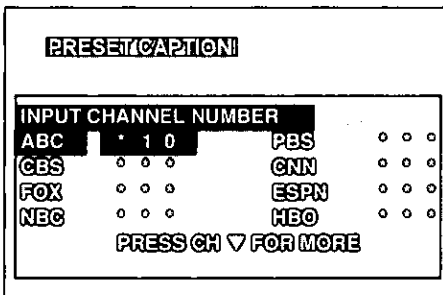 PRESET CAPTION
INPUT CHANNEL NUMBER
ABC * 1 0 PBS o o o
CBS o o o CNN o o o
FOX o o o ESPN o o o
NBC o o o HBO o o o
PRESS CH ▽ FOR MORE